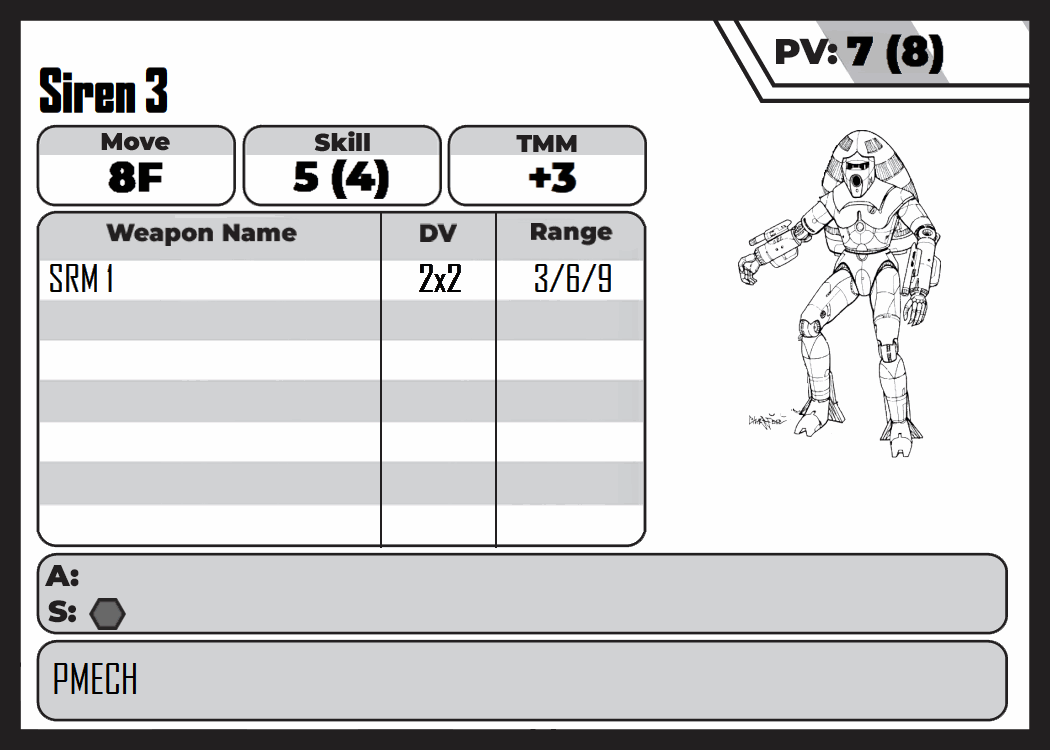 PV: 7 (8)
Siren 3
Move Skill TMM
8F 5 (4) +3
Weapon Name DV Range
SRM 1 2x2 3/6/9
A:
S:
PMECH